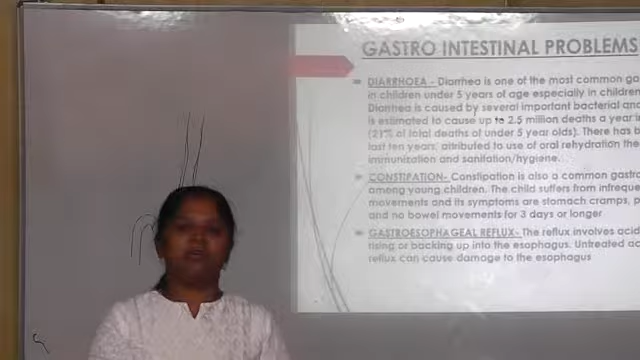 GASTRO INTESTINAL PROBLEMS
DIARRHOEA - Diarrhea is one of the most common ga
in children under 5 years of age especially in children
Diarrhea is caused by several important bacterial and
is estimated to cause up to 2.5 million deaths a year in
(21% of total deaths of under 5 year olds). There has b
last ten years, attributed to use of oral rehydration the
immunization and sanitation/hygiene.
CONSTIPATION- Constipation is also a common gastro
among young children. The child suffers from infreque
movements and its symptoms are stomach cramps, p
and no bowel movements for 3 days or longer
GASTROESOPHAGEAL REFLUX- The reflux involves acid
rising or backing up into the esophagus. Untreated ac
reflux can cause damage to the esophagus